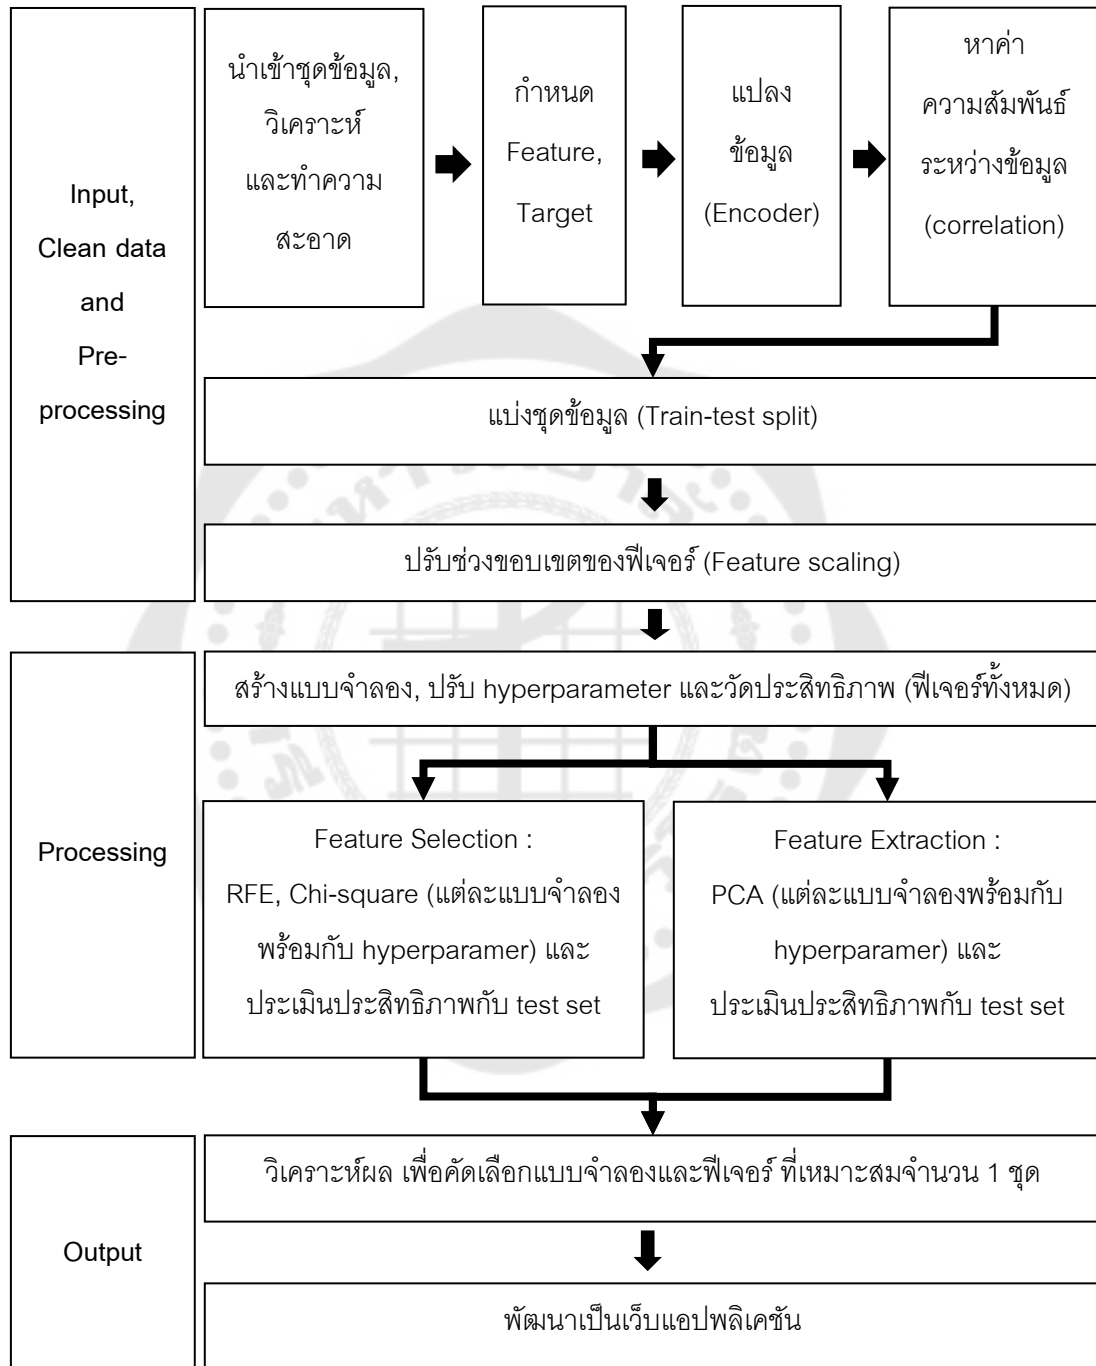 Input,
Clean data
and
Pre-
processing
นำเข้าชุดข้อมูล,
วิเคราะห์
และทำความ
สะอาด
กำหนด
Feature,
Target
แปลง
ข้อมูล
(Encoder)
หาค่า
ความสัมพันธ์
ระหว่างข้อมูล
(correlation)
แบ่งชุดข้อมูล (Train-test split)
ปรับช่วงขอบเขตของฟีเจอร์ (Feature scaling)
Processing
สร้างแบบจำลอง, ปรับ hyperparameter และวัดประสิทธิภาพ (ฟีเจอร์ทั้งหมด)
Feature Selection :
RFE, Chi-square (แต่ละแบบจำลอง
พร้อมกับ hyperparamer) และ
ประเมินประสิทธิภาพกับ test set
Feature Extraction :
PCA (แต่ละแบบจำลองพร้อมกับ
hyperparamer) และ
ประเมินประสิทธิภาพกับ test set
Output
วิเคราะห์ผล เพื่อคัดเลือกแบบจำลองและฟีเจอร์ ที่เหมาะสมจำนวน 1 ชุด
พัฒนาเป็นเว็บแอปพลิเคชัน